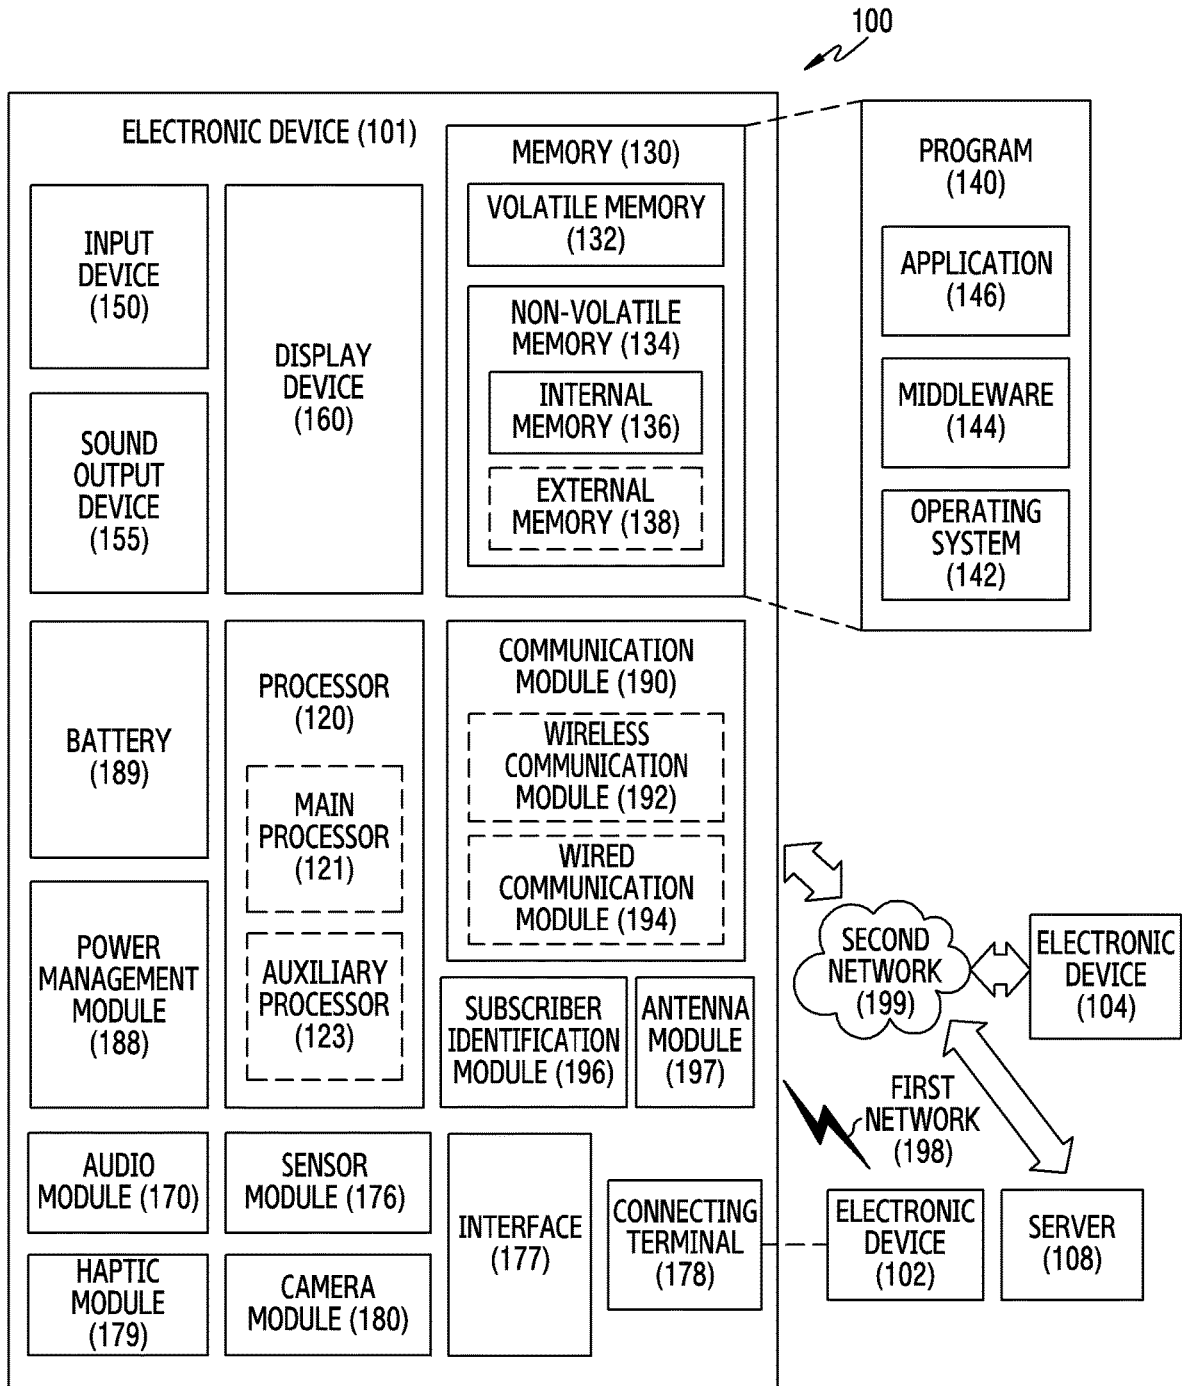 100
ELECTRONIC DEVICE (101)
INPUT
DEVICE
(150)
SOUND
OUTPUT
DEVICE
(155)
DISPLAY
DEVICE
(160)
MEMORY (130)
VOLATILE MEMORY
(132)
NON-VOLATILE
MEMORY (134)
INTERNAL
MEMORY (136)
EXTERNAL
MEMORY (138)
PROGRAM
(140)
APPLICATION
(146)
MIDDLEWARE
(144)
OPERATING
SYSTEM
(142)
BATTERY
(189)
POWER
MANAGEMENT
MODULE
(188)
PROCESSOR
(120)
MAIN
PROCESSOR
(121)
AUXILIARY
PROCESSOR
(123)
COMMUNICATION
MODULE (190)
WIRELESS
COMMUNICATION
MODULE (192)
WIRED
COMMUNICATION
MODULE (194)
SUBSCRIBER
IDENTIFICATION
MODULE (196)
ANTENNA
MODULE
(197)
SECOND
NETWORK
(199)
ELECTRONIC
DEVICE
(104)
FIRST
NETWORK
(198)
AUDIO
MODULE (170)
SENSOR
MODULE (176)
HAPTIC
MODULE
(179)
CAMERA
MODULE (180)
INTERFACE
(177)
CONNECTING
TERMINAL
(178)
ELECTRONIC
DEVICE
(102)
SERVER
(108)